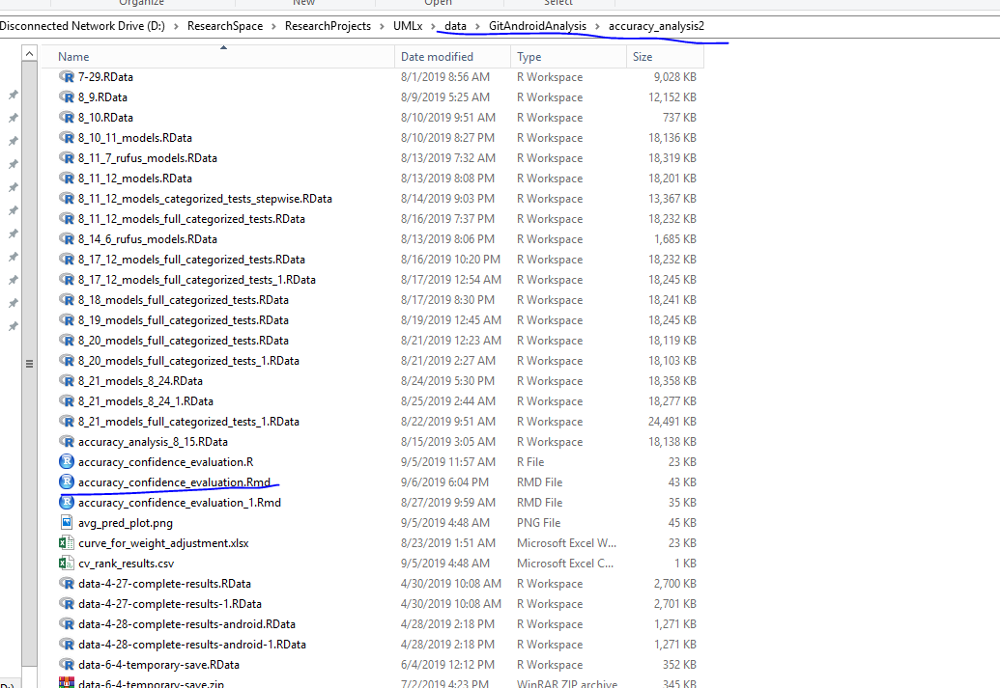 Organize New Open Select
Disconnected Network Drive (D:) > ResearchSpace > ResearchProjects > UMLx > data > GitAndroidAnalysis > accuracy_analysis2
Name Date modified Type Size
7-29.RData 8/1/2019 8:56 AM R Workspace 9,028 KB
8_9.RData 8/9/2019 5:25 AM R Workspace 12,152 KB
8_10.RData 8/10/2019 9:51 AM R Workspace 737 KB
8_10_11_models.RData 8/10/2019 8:27 PM R Workspace 18,136 KB
8_11_7_rufus_models.RData 8/13/2019 7:32 AM R Workspace 18,319 KB
8_11_12_models.RData 8/13/2019 8:08 PM R Workspace 18,201 KB
8_11_12_models_categorized_tests_stepwise.RData 8/14/2019 9:03 PM R Workspace 13,367 KB
8_11_12_models_full_categorized_tests.RData 8/16/2019 7:37 PM R Workspace 18,232 KB
8_14_6_rufus_models.RData 8/13/2019 8:06 PM R Workspace 1,685 KB
8_17_12_models_full_categorized_tests.RData 8/16/2019 10:20 PM R Workspace 18,232 KB
8_17_12_models_full_categorized_tests_1.RData 8/17/2019 12:54 AM R Workspace 18,245 KB
8_18_models_full_categorized_tests.RData 8/17/2019 8:30 PM R Workspace 18,241 KB
8_19_models_full_categorized_tests.RData 8/19/2019 12:45 AM R Workspace 18,245 KB
8_20_models_full_categorized_tests.RData 8/21/2019 12:23 AM R Workspace 18,119 KB
8_20_models_full_categorized_tests_1.RData 8/21/2019 2:27 AM R Workspace 18,103 KB
8_21_models_8_24.RData 8/24/2019 5:30 PM R Workspace 18,358 KB
8_21_models_8_24_1.RData 8/25/2019 2:44 AM R Workspace 18,277 KB
8_21_models_full_categorized_tests_1.RData 8/22/2019 9:51 AM R Workspace 24,491 KB
accuracy_analysis_8_15.RData 8/15/2019 3:05 AM R Workspace 18,138 KB
accuracy_confidence_evaluation.R 9/5/2019 11:57 AM R File 23 KB
accuracy_confidence_evaluation.Rmd 9/6/2019 6:04 PM RMD File 43 KB
accuracy_confidence_evaluation_1.Rmd 8/27/2019 9:59 AM RMD File 35 KB
avg_pred_plot.png 9/5/2019 4:48 AM PNG File 45 KB
curve_for_weight_adjustment.xlsx 8/23/2019 1:51 AM Microsoft Excel W... 23 KB
cv_rank_results.csv 9/5/2019 4:48 AM Microsoft Excel C... 1 KB
data-4-27-complete-results.RData 4/30/2019 10:08 AM R Workspace 2,700 KB
data-4-27-complete-results-1.RData 4/30/2019 10:08 AM R Workspace 2,701 KB
data-4-28-complete-results-android.RData 4/28/2019 2:18 PM R Workspace 1,271 KB
data-4-28-complete-results-android-1.RData 4/28/2019 2:18 PM R Workspace 1,271 KB
data-6-4-temporary-save.RData 6/4/2019 12:12 PM R Workspace 352 KB
data-6-4-temporary-save.zip 7/2/2019 4:23 PM WinRAR ZIP archive 345 KB